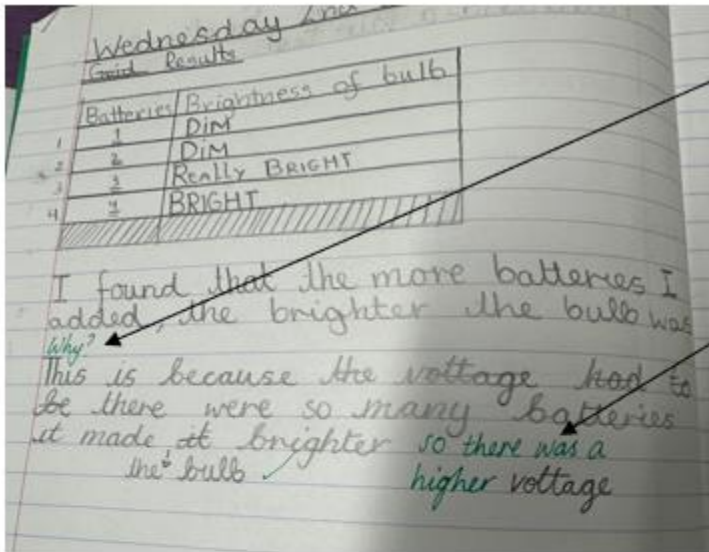 Wednesday
Grid Results
Batteries Brightness of bulb
1 1 DIM
2 2 DIM
3 3 Really BRIGHT
4 BRIGHT
I found that the more batteries I
added, the brighter the bulb was
Why?
This is because the voltage had to
be there were so many batteries
it made it brighter so there was a
the bulb higher voltage